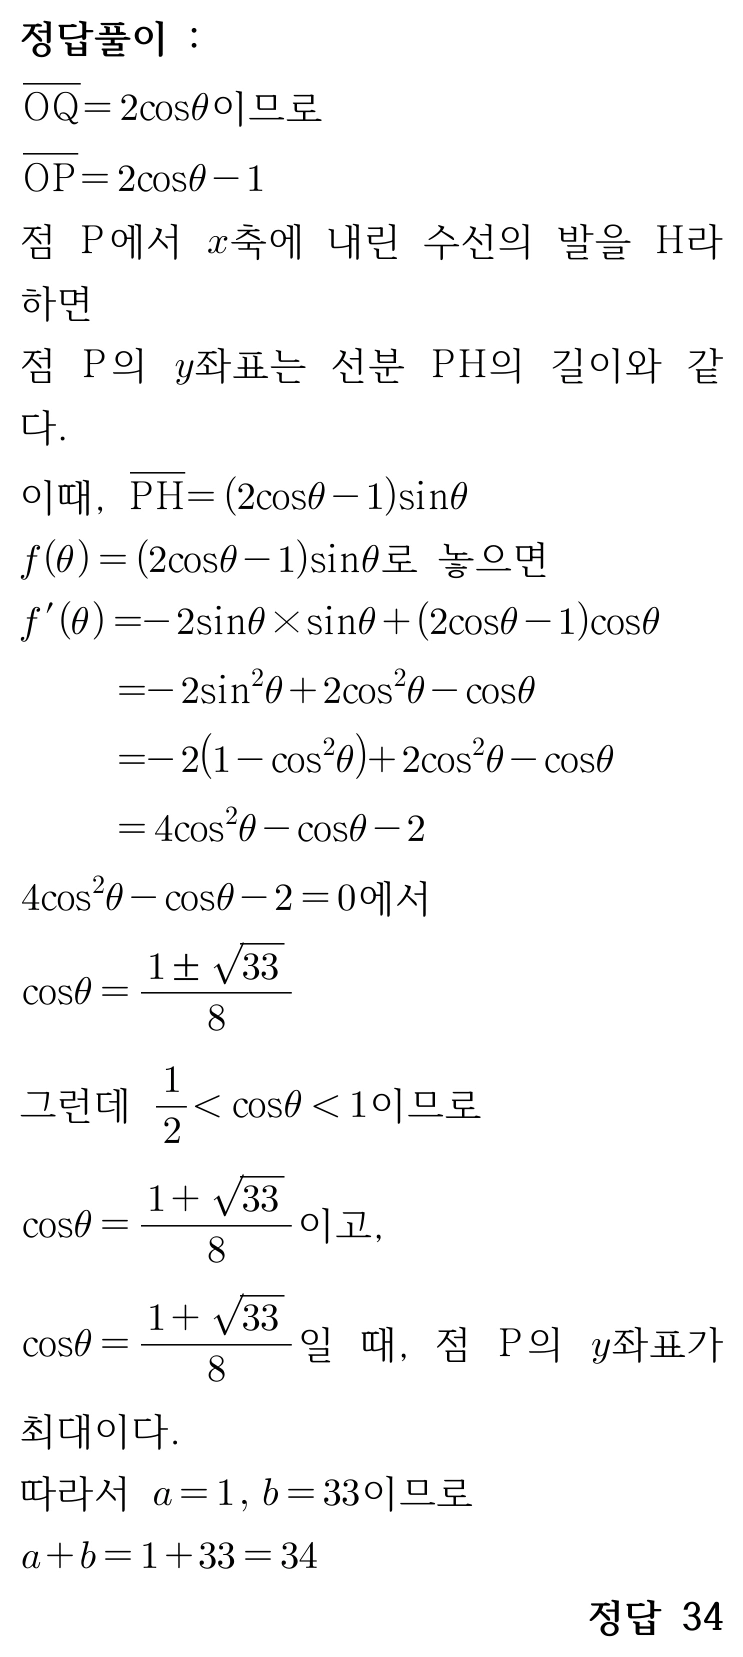 정답풀이 :
OQ̅ = 2cosθ이므로
OP̅ = 2cosθ − 1
점 P에서 x축에 내린 수선의 발을 H라
하면
점 P의 y좌표는 선분 PH의 길이와 같
다.
이때, PH̅ = (2cosθ − 1)sinθ
f(θ) = (2cosθ − 1)sinθ로 놓으면
f′(θ) = −2sinθ × sinθ + (2cosθ − 1)cosθ
= −2sin²θ + 2cos²θ − cosθ
= −2(1 − cos²θ) + 2cos²θ − cosθ
= 4cos²θ − cosθ − 2
4cos²θ − cosθ − 2 = 0에서
cosθ = (1 ± √33)/8
그런데 1/2 < cosθ < 1이므로
cosθ = (1 + √33)/8 이고,
cosθ = (1 + √33)/8 일 때, 점 P의 y좌표가
최대이다.
따라서 a = 1, b = 33이므로
a + b = 1 + 33 = 34
정답 34